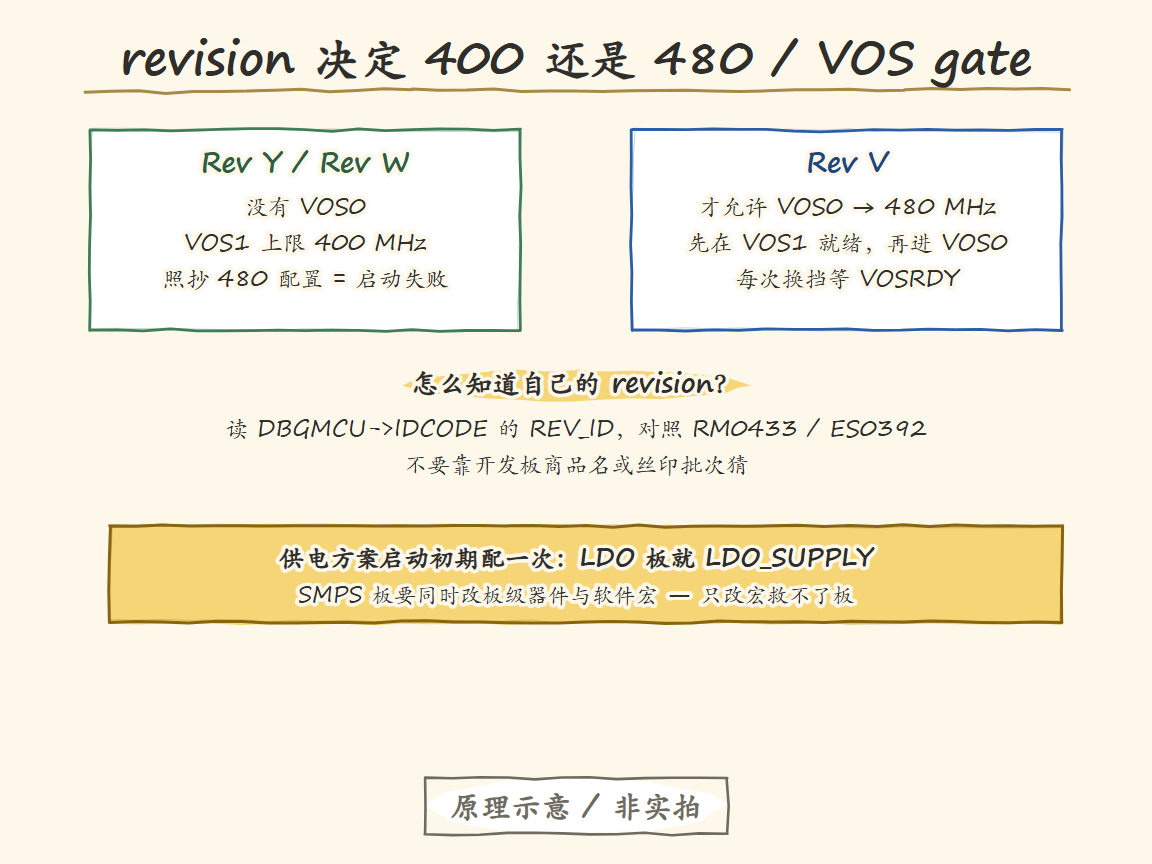 revision 决定 400 还是 480 / VOS gate
Rev Y / Rev W
没有 VOS0
VOS1 上限 400 MHz
照抄 480 配置 = 启动失败
Rev V
才允许 VOS0 → 480 MHz
先在 VOS1 就绪，再进 VOS0
每次换挡等 VOSRDY
怎么知道自己的 revision?
读 DBGMCU->IDCODE 的 REV_ID，对照 RM0433 / ES0392
不要靠开发板商品名或丝印批次猜
供电方案启动初期配一次：LDO 板就 LDO_SUPPLY
SMPS 板要同时改板级器件与软件宏 — 只改宏救不了板
原理示意 / 非实拍